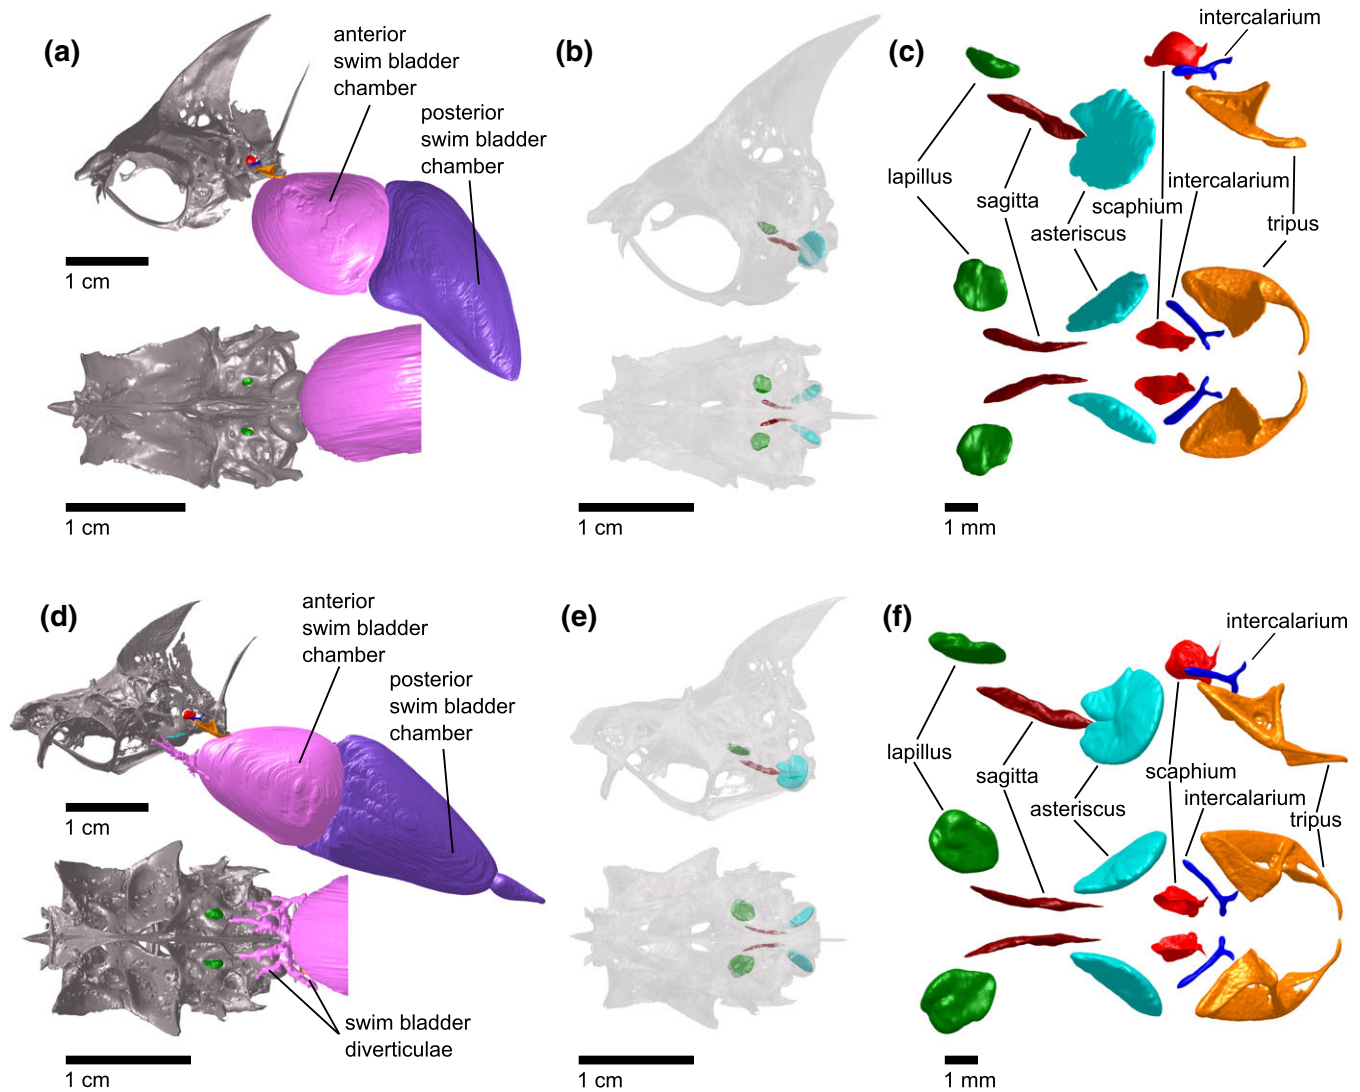 (a)
anterior
swim bladder
chamber
posterior
swim bladder
chamber
1 cm
1 cm
(b)
1 cm
(c)
intercalarium
lapillus
sagitta
asteriscus
scaphium
intercalarium
tripus
1 mm
(d)
anterior
swim bladder
chamber
posterior
swim bladder
chamber
1 cm
swim bladder
diverticulae
1 cm
(e)
1 cm
(f)
intercalarium
lapillus
sagitta
asteriscus
scaphium
intercalarium
tripus
1 mm